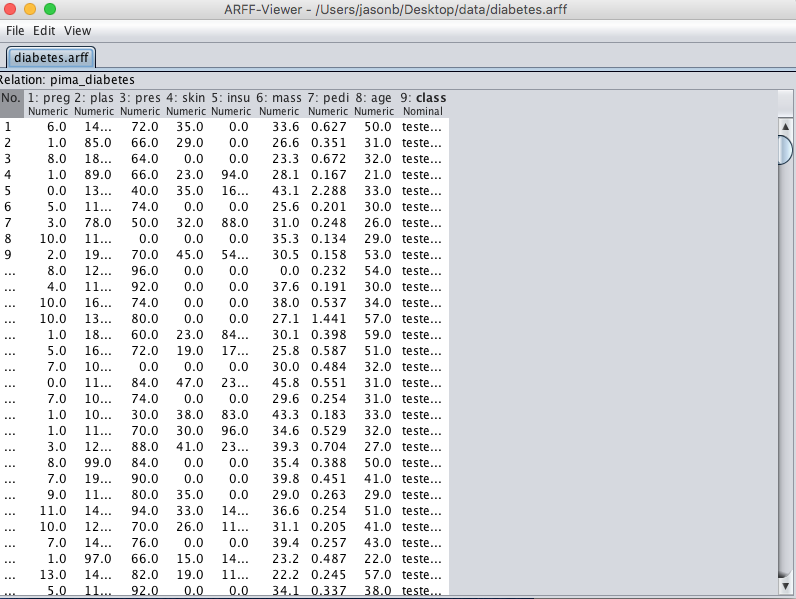 ARFF-Viewer - /Users/jasonb/Desktop/data/diabetes.arff
File Edit View
diabetes.arff
Relation: pima_diabetes
No. 1: preg 2: plas 3: pres 4: skin 5: insu 6: mass 7: pedi 8: age 9: class
Numeric Numeric Numeric Numeric Numeric Numeric Numeric Numeric Nominal
1 6.0 14... 72.0 35.0 0.0 33.6 0.627 50.0 teste...
2 1.0 85.0 66.0 29.0 0.0 26.6 0.351 31.0 teste...
3 8.0 18... 64.0 0.0 0.0 23.3 0.672 32.0 teste...
4 1.0 89.0 66.0 23.0 94.0 28.1 0.167 21.0 teste...
5 0.0 13... 40.0 35.0 16... 43.1 2.288 33.0 teste...
6 5.0 11... 74.0 0.0 0.0 25.6 0.201 30.0 teste...
7 3.0 78.0 50.0 32.0 88.0 31.0 0.248 26.0 teste...
8 10.0 11... 0.0 0.0 0.0 35.3 0.134 29.0 teste...
9 2.0 19... 70.0 45.0 54... 30.5 0.158 53.0 teste...
... 8.0 12... 96.0 0.0 0.0 0.0 0.232 54.0 teste...
... 4.0 11... 92.0 0.0 0.0 37.6 0.191 30.0 teste...
... 10.0 16... 74.0 0.0 0.0 38.0 0.537 34.0 teste...
... 10.0 13... 80.0 0.0 0.0 27.1 1.441 57.0 teste...
... 1.0 18... 60.0 23.0 84... 30.1 0.398 59.0 teste...
... 5.0 16... 72.0 19.0 17... 25.8 0.587 51.0 teste...
... 7.0 10... 0.0 0.0 0.0 30.0 0.484 32.0 teste...
... 0.0 11... 84.0 47.0 23... 45.8 0.551 31.0 teste...
... 7.0 10... 74.0 0.0 0.0 29.6 0.254 31.0 teste...
... 1.0 10... 30.0 38.0 83.0 43.3 0.183 33.0 teste...
... 1.0 11... 70.0 30.0 96.0 34.6 0.529 32.0 teste...
... 3.0 12... 88.0 41.0 23... 39.3 0.704 27.0 teste...
... 8.0 99.0 84.0 0.0 0.0 35.4 0.388 50.0 teste...
... 7.0 19... 90.0 0.0 0.0 39.8 0.451 41.0 teste...
... 9.0 11... 80.0 35.0 0.0 29.0 0.263 29.0 teste...
... 11.0 14... 94.0 33.0 14... 36.6 0.254 51.0 teste...
... 10.0 12... 70.0 26.0 11... 31.1 0.205 41.0 teste...
... 7.0 14... 76.0 0.0 0.0 39.4 0.257 43.0 teste...
... 1.0 97.0 66.0 15.0 14... 23.2 0.487 22.0 teste...
... 13.0 14... 82.0 19.0 11... 22.2 0.245 57.0 teste...
... 5.0 11... 92.0 0.0 0.0 34.1 0.337 38.0 teste...